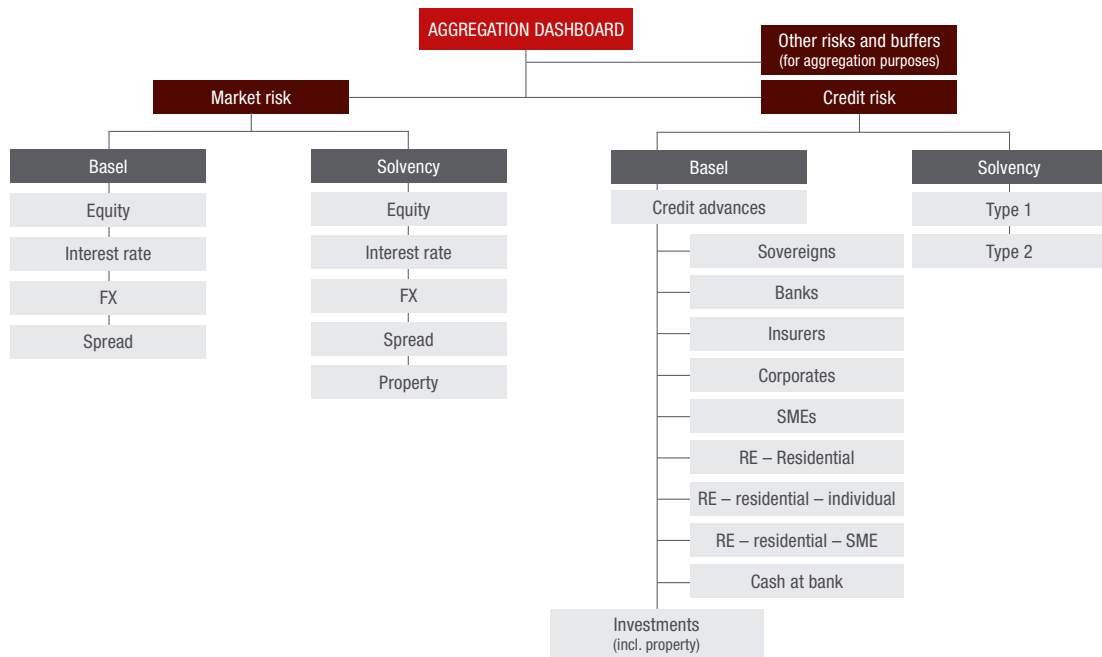 AGGREGATION DASHBOARD
Other risks and buffers
(for aggregation purposes)
Market risk
Credit risk
Basel
Equity
Interest rate
FX
Spread
Solvency
Equity
Interest rate
FX
Spread
Property
Basel
Credit advances
Sovereigns
Banks
Insurers
Corporates
SMEs
RE – Residential
RE – residential – individual
RE – residential – SME
Cash at bank
Investments
(incl. property)
Solvency
Type 1
Type 2